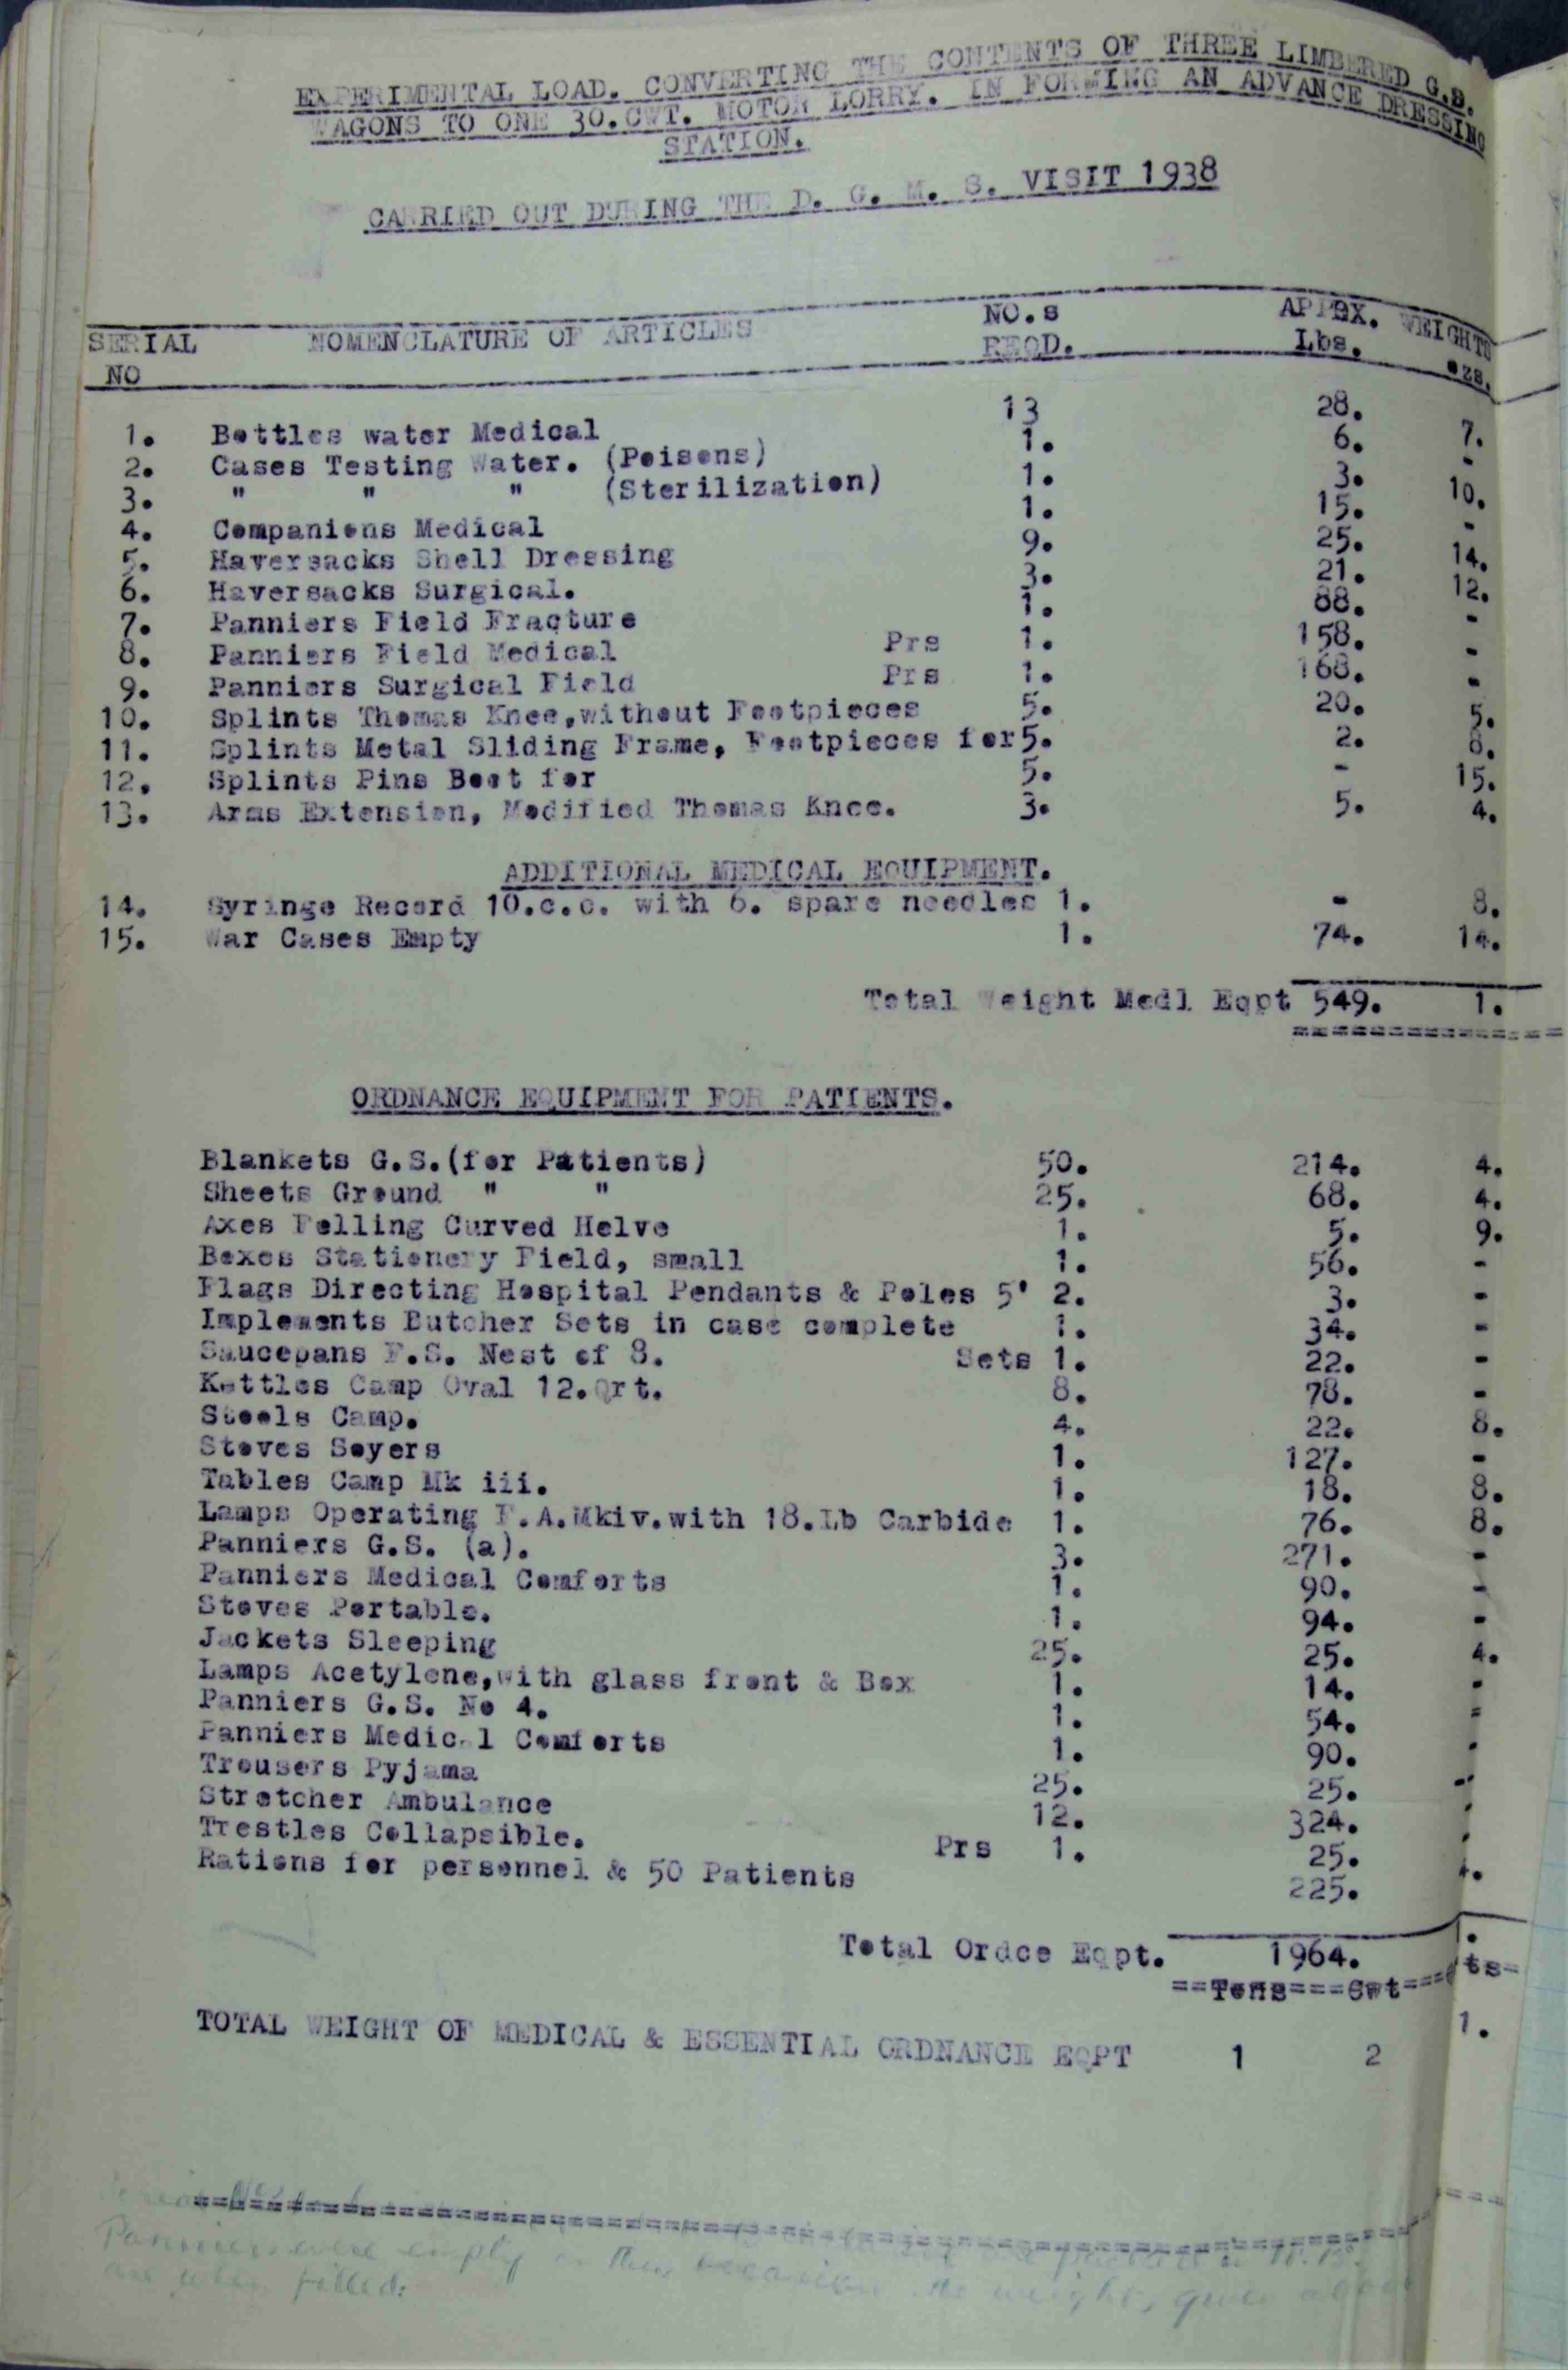 EXPERIMENTAL LOAD. CONVERTING THE CONTENTS OF THREE LIMBERED G.S.
WAGONS TO ONE 30.CWT. MOTOR LORRY. IN FORMING AN ADVANCE DRESSING
STATION.
CARRIED OUT DURING THE D. G. M. S. VISIT 1938
SERIAL NOMENCLATURE OF ARTICLES NO.s APPRX. WEIGHTS
NO REQD. Lbs. ozs.
1. Bottles water Medical 13 28. 7.
2. Cases Testing Water. (Poisons) 1. 6. -
3. " " " (Sterilization) 1. 3. 10.
4. Companions Medical 1. 15. -
5. Haversacks Shell Dressing 9. 25. 14.
6. Haversacks Surgical. 3. 21. 12.
7. Panniers Field Fracture 1. 88. -
8. Panniers Field Medical Prs 1. 158. -
9. Panniers Surgical Field Prs 1. 168. -
10. Splints Thomas Knee,without Footpieces 5. 20. 5.
11. Splints Metal Sliding Frame, Footpieces for 5. 2. 8.
12. Splints Pins Boot for 5. - 15.
13. Arms Extension, Modified Thomas Knee. 3. 5. 4.
ADDITIONAL MEDICAL EQUIPMENT.
14. Syringe Record 10.c.c. with 6. spare needles 1. - 8.
15. War Cases Empty 1. 74. 14.
Total Weight Medl Eqpt 549. 1.
ORDNANCE EQUIPMENT FOR PATIENTS.
Blankets G.S.(for Patients) 50. 214. 4.
Sheets Ground " " 25. 68. 4.
Axes Felling Curved Helve 1. 5. 9.
Boxes Stationery Field, small 1. 56. -
Flags Directing Hospital Pendants & Poles 5' 2. 3. -
Implements Butcher Sets in case complete 1. 34. -
Saucepans F.S. Nest of 8. Sets 1. 22. -
Kettles Camp Oval 12.Qrt. 8. 78. -
Stools Camp. 4. 22. 8.
Stoves Soyers 1. 127. -
Tables Camp Mk iii. 1. 18. 8.
Lamps Operating F.A.Mkiv.with 18.Lb Carbide 1. 76. 8.
Panniers G.S. (a). 3. 271. -
Panniers Medical Comforts 1. 90. -
Stoves Portable. 1. 94. -
Jackets Sleeping 25. 25. 4.
Lamps Acetylene,with glass front & Box 1. 14. -
Panniers G.S. No 4. 1. 54. -
Panniers Medical Comforts 1. 90.
Trousers Pyjama 25. 25. -
Stretcher Ambulance 12. 324.
Trestles Collapsible. Prs 1. 25.
Rations for personnel & 50 Patients 225.
Total Ordce Eqpt. 1964.
==Tons===Cwt===
TOTAL WEIGHT OF MEDICAL & ESSENTIAL ORDNANCE EQPT 1 2 1.
Panniers were empty on this occasion the weights given above
are when filled.